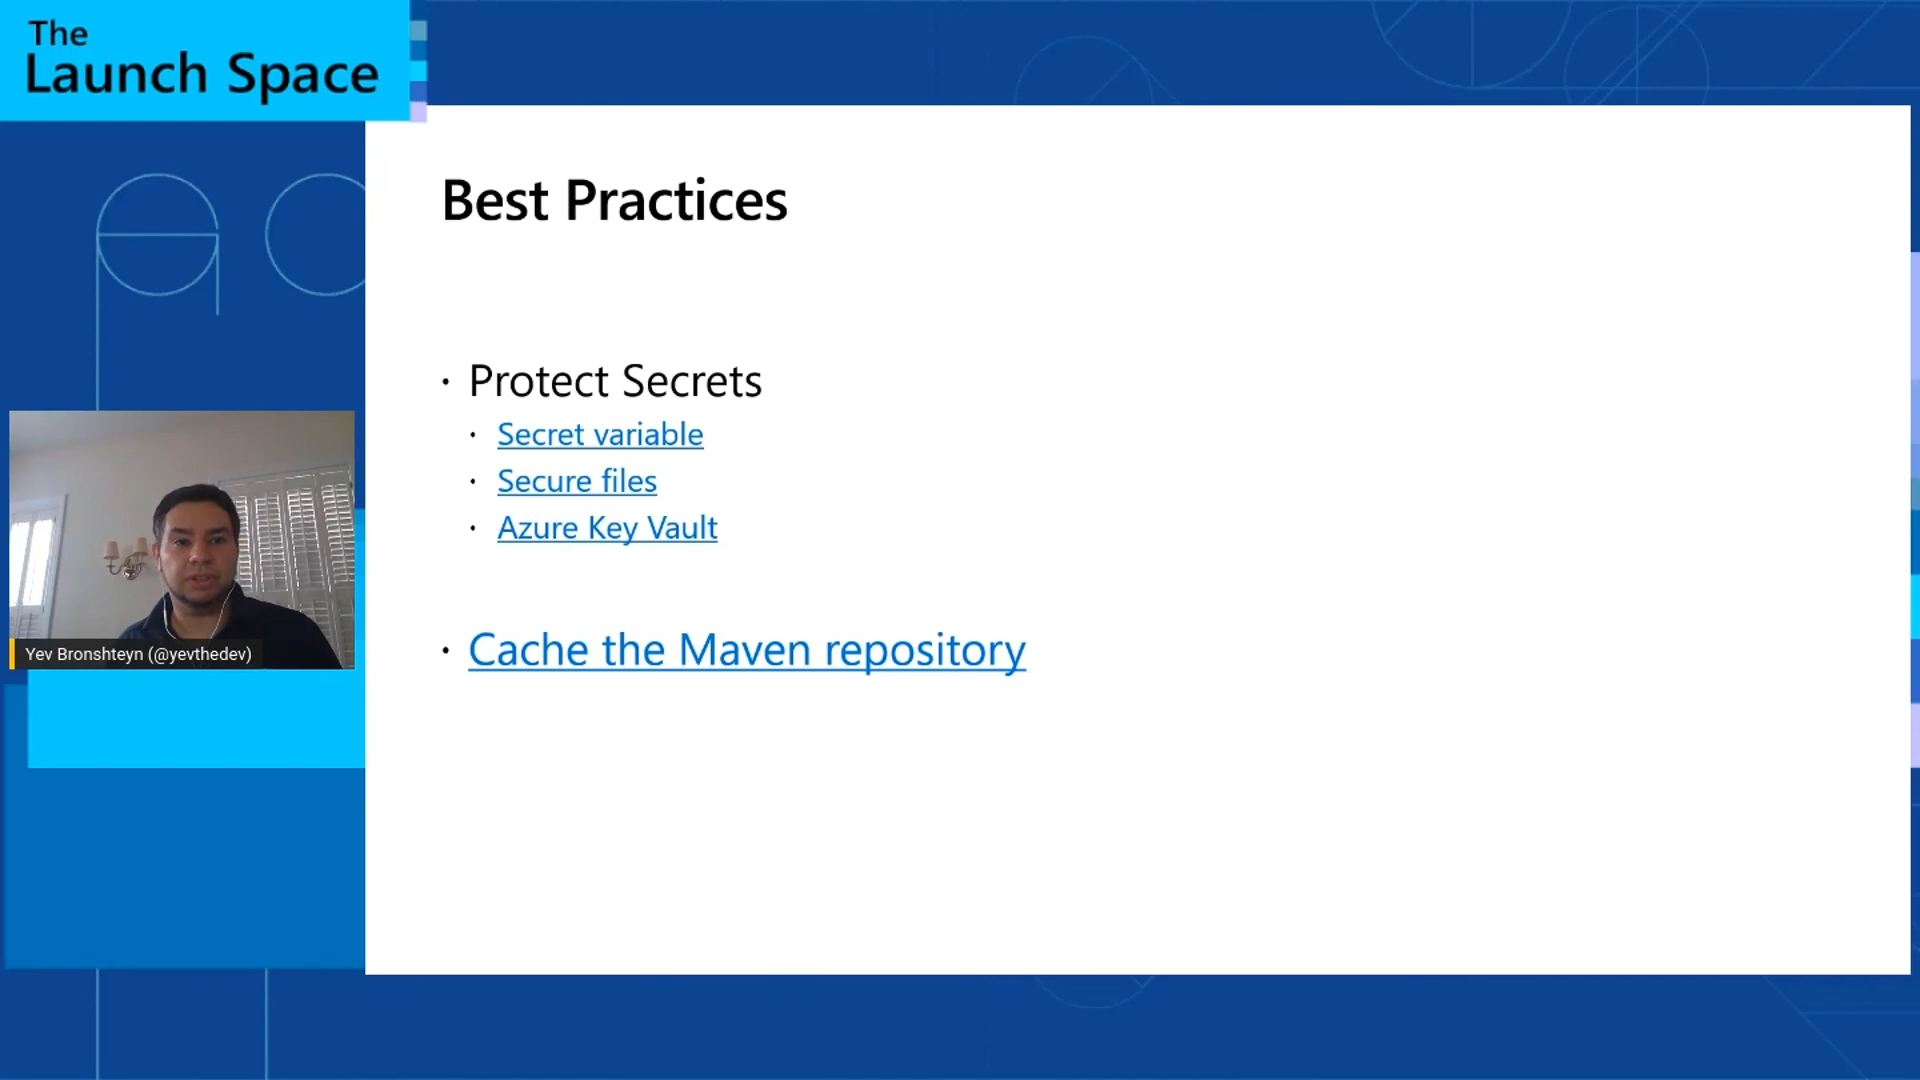 The
Launch Space
Best Practices
• Protect Secrets
• Secret variable
• Secure files
• Azure Key Vault
• Cache the Maven repository
Yev Bronshteyn (@yevthedev)